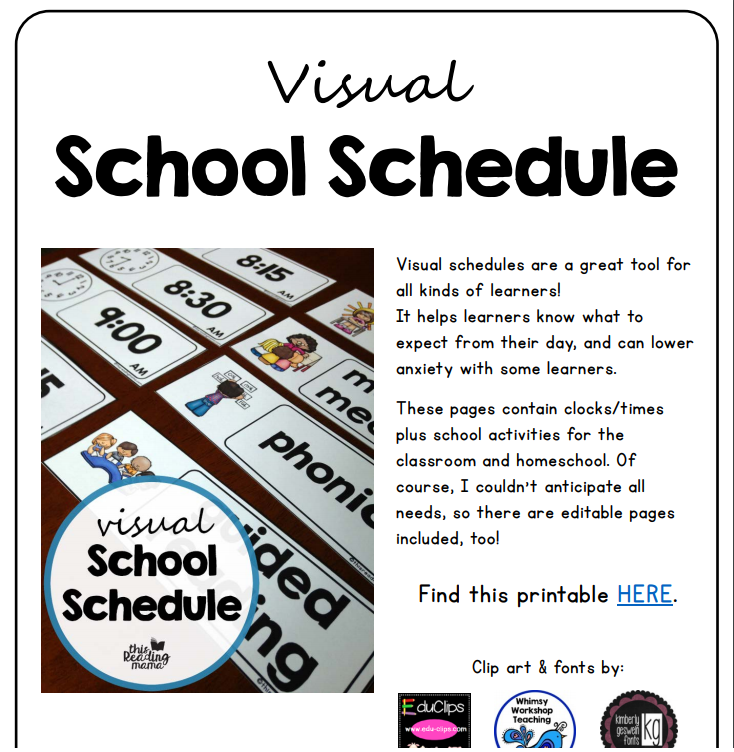 Visual
School Schedule
8:15
AM
8:30
AM
9:00
AM
phonic
visual
School
Schedule
this
Reading
mama
Visual schedules are a great tool for
all kinds of learners!
It helps learners know what to
expect from their day, and can lower
anxiety with some learners.
These pages contain clocks/times
plus school activities for the
classroom and homeschool. Of
course, I couldn't anticipate all
needs, so there are editable pages
included, too!
Find this printable HERE.
Clip art & fonts by:
EduClips
www.edu-clips.com
Whimsy
Workshop
Teaching
kimberly
geswein
fonts
kg